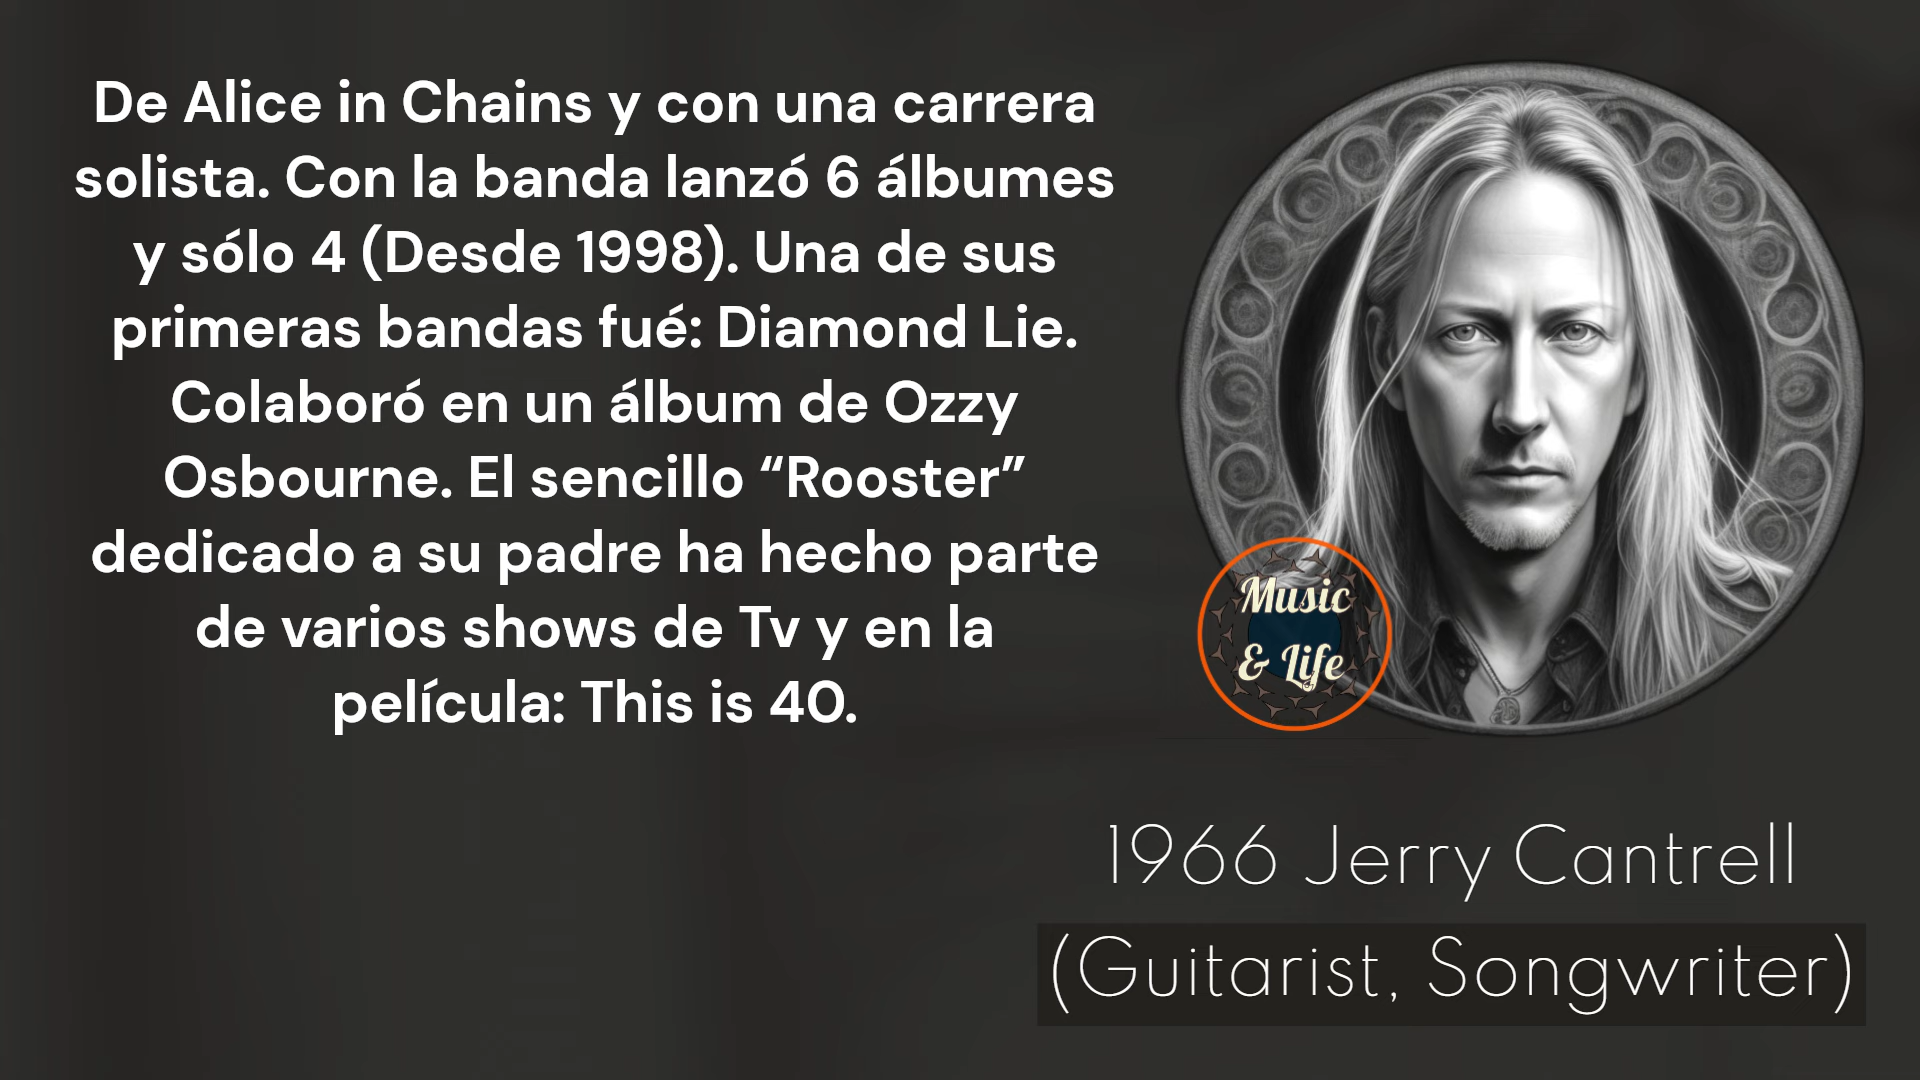 De Alice in Chains y con una carrera
solista. Con la banda lanzó 6 álbumes
y sólo 4 (Desde 1998). Una de sus
primeras bandas fué: Diamond Lie.
Colaboró en un álbum de Ozzy
Osbourne. El sencillo “Rooster”
dedicado a su padre ha hecho parte
de varios shows de Tv y en la
película: This is 40.
Music
& Life
1966 Jerry Cantrell
(Guitarist, Songwriter)